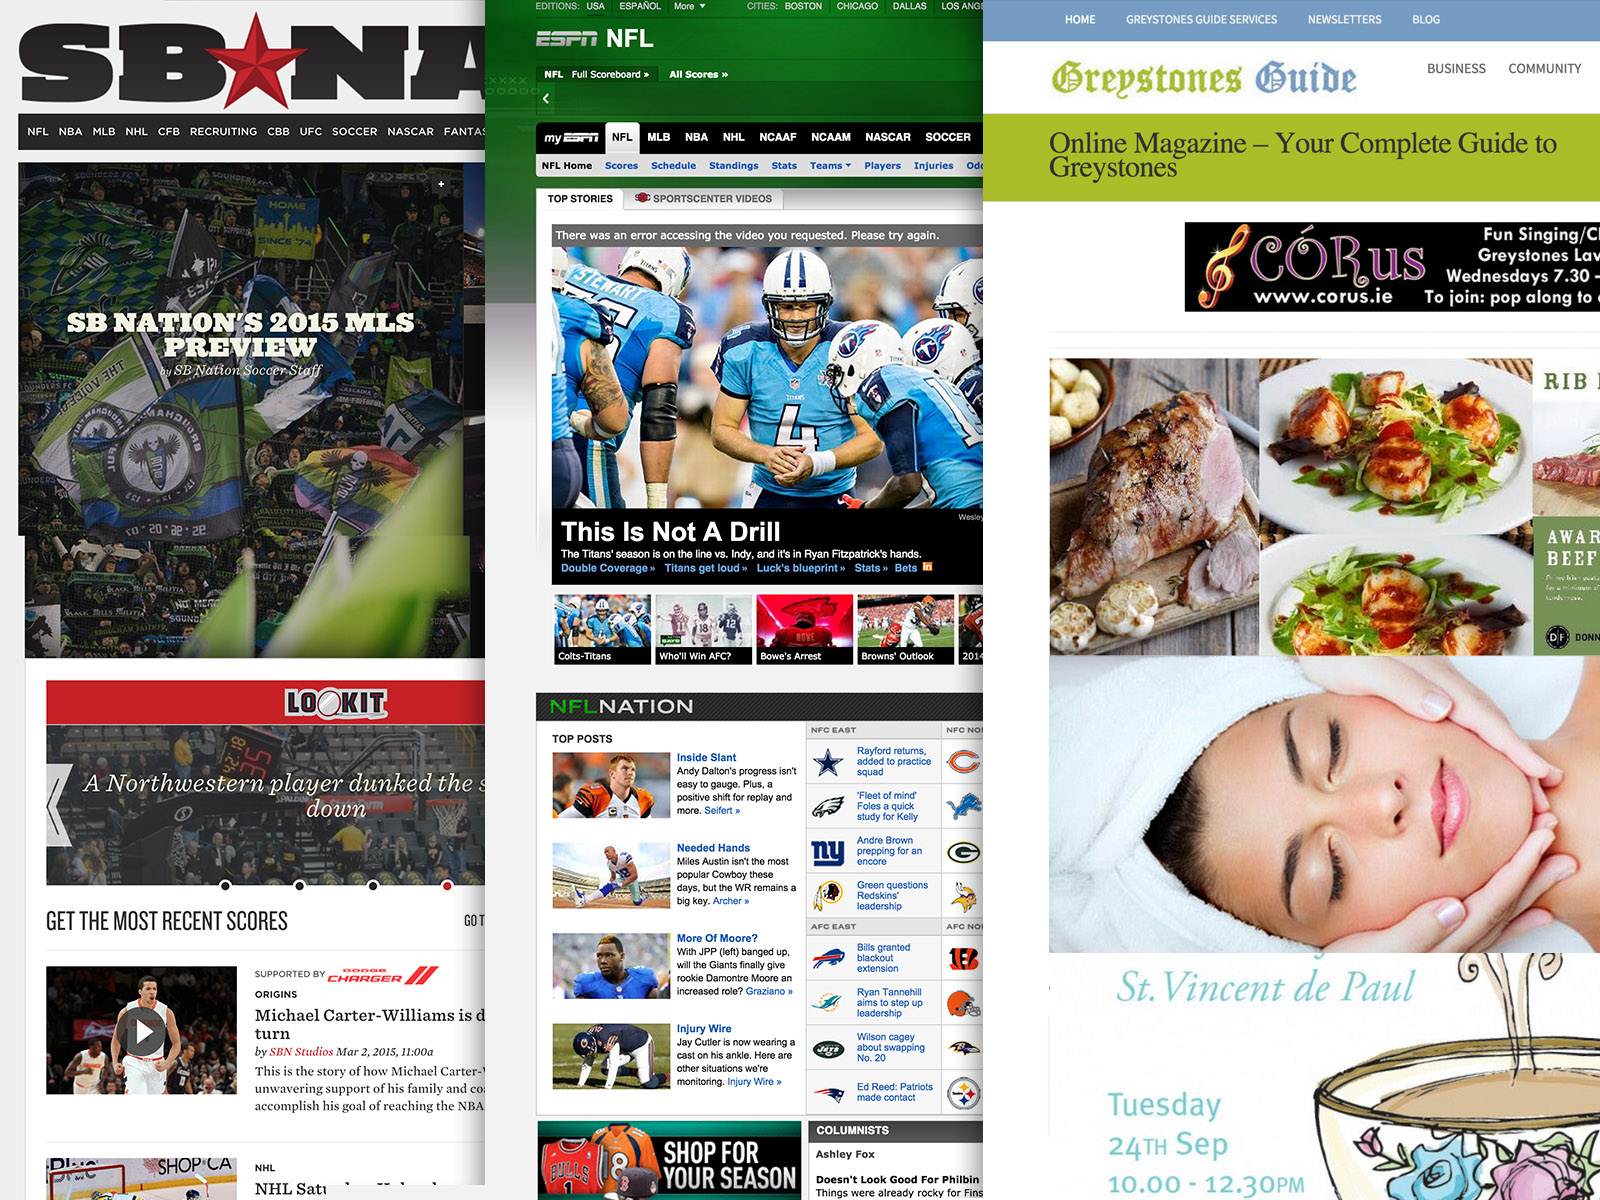 SB NATION
NFL NBA MLB NHL CFB RECRUITING CBB UFC SOCCER NASCAR FANTAS
HOME
SINCE '74
SB NATION'S 2015 MLS
PREVIEW
by SB Nation Soccer Staff
LOOKIT
A Northwestern player dunked the s
down
GET THE MOST RECENT SCORES
GO T
SUPPORTED BY DODGE CHARGER
ORIGINS
Michael Carter-Williams is d
turn
by SBN Studios Mar 2, 2015, 11:00a
This is the story of how Michael Carter-
unwavering support of his family and co
accomplish his goal of reaching the NBA
SHOP.CA
NHL
EDITIONS: USA ESPAÑOL More
CITIES: BOSTON CHICAGO DALLAS LOS ANGE
ESPN NFL
NFL Full Scoreboard » All Scores »
my ESPN NFL MLB NBA NHL NCAAF NCAAM NASCAR SOCCER
NFL Home Scores Schedule Standings Stats Teams Players Injuries Odd
TOP STORIES SPORTSCENTER VIDEOS
There was an error accessing the video you requested. Please try again.
STEWART
TITANS
4
Wesley
This Is Not A Drill
The Titans' season is on the line vs. Indy, and it's in Ryan Fitzpatrick's hands.
Double Coverage » Titans get loud » Luck's blueprint » Stats » Bets in
Colts-Titans Who'll Win AFC? Bowe's Arrest Browns' Outlook 2014
NFLNATION
TOP POSTS
Inside Slant
Andy Dalton's progress isn't
easy to gauge. Plus, a
positive shift for replay and
more. Seifert »
Needed Hands
Miles Austin isn't the most
popular Cowboy these
days, but the WR remains a
big key. Archer »
More Of Moore?
With JPP (left) banged up,
will the Giants finally give
rookie Damontre Moore an
increased role? Graziano »
Injury Wire
Jay Cutler is now wearing a
cast on his ankle. Here are
other situations we're
monitoring. Injury Wire »
NFC EAST NFC NO
Rayford returns,
added to practice
squad
'Fleet of mind'
Foles a quick
study for Kelly
ny
Andre Brown
prepping for an
encore
G
Green questions
Redskins'
leadership
AFC EAST AFC NO
Bills granted
blackout
extension
Ryan Tannehill
aims to step up
leadership
JETS
Wilson cagey
about swapping
No. 20
Ed Reed: Patriots
made contact
Steelers
BULLS
1
18
SHOP FOR
YOUR SEASON
COLUMNISTS
Ashley Fox
Doesn't Look Good For Philbin
Things were already rocky for Fins
HOME GREYSTONES GUIDE SERVICES NEWSLETTERS BLOG
Greystones Guide
BUSINESS COMMUNITY
Online Magazine – Your Complete Guide to
Greystones
CÓRus
www.corus.ie
Fun Singing/C
Greystones Lav
Wednesdays 7.30 -
To join: pop along to
RIB
AWAR
BEEF
DF DONN
St. Vincent de Paul
Tuesday
24TH Sep
10.00 - 12.30PM